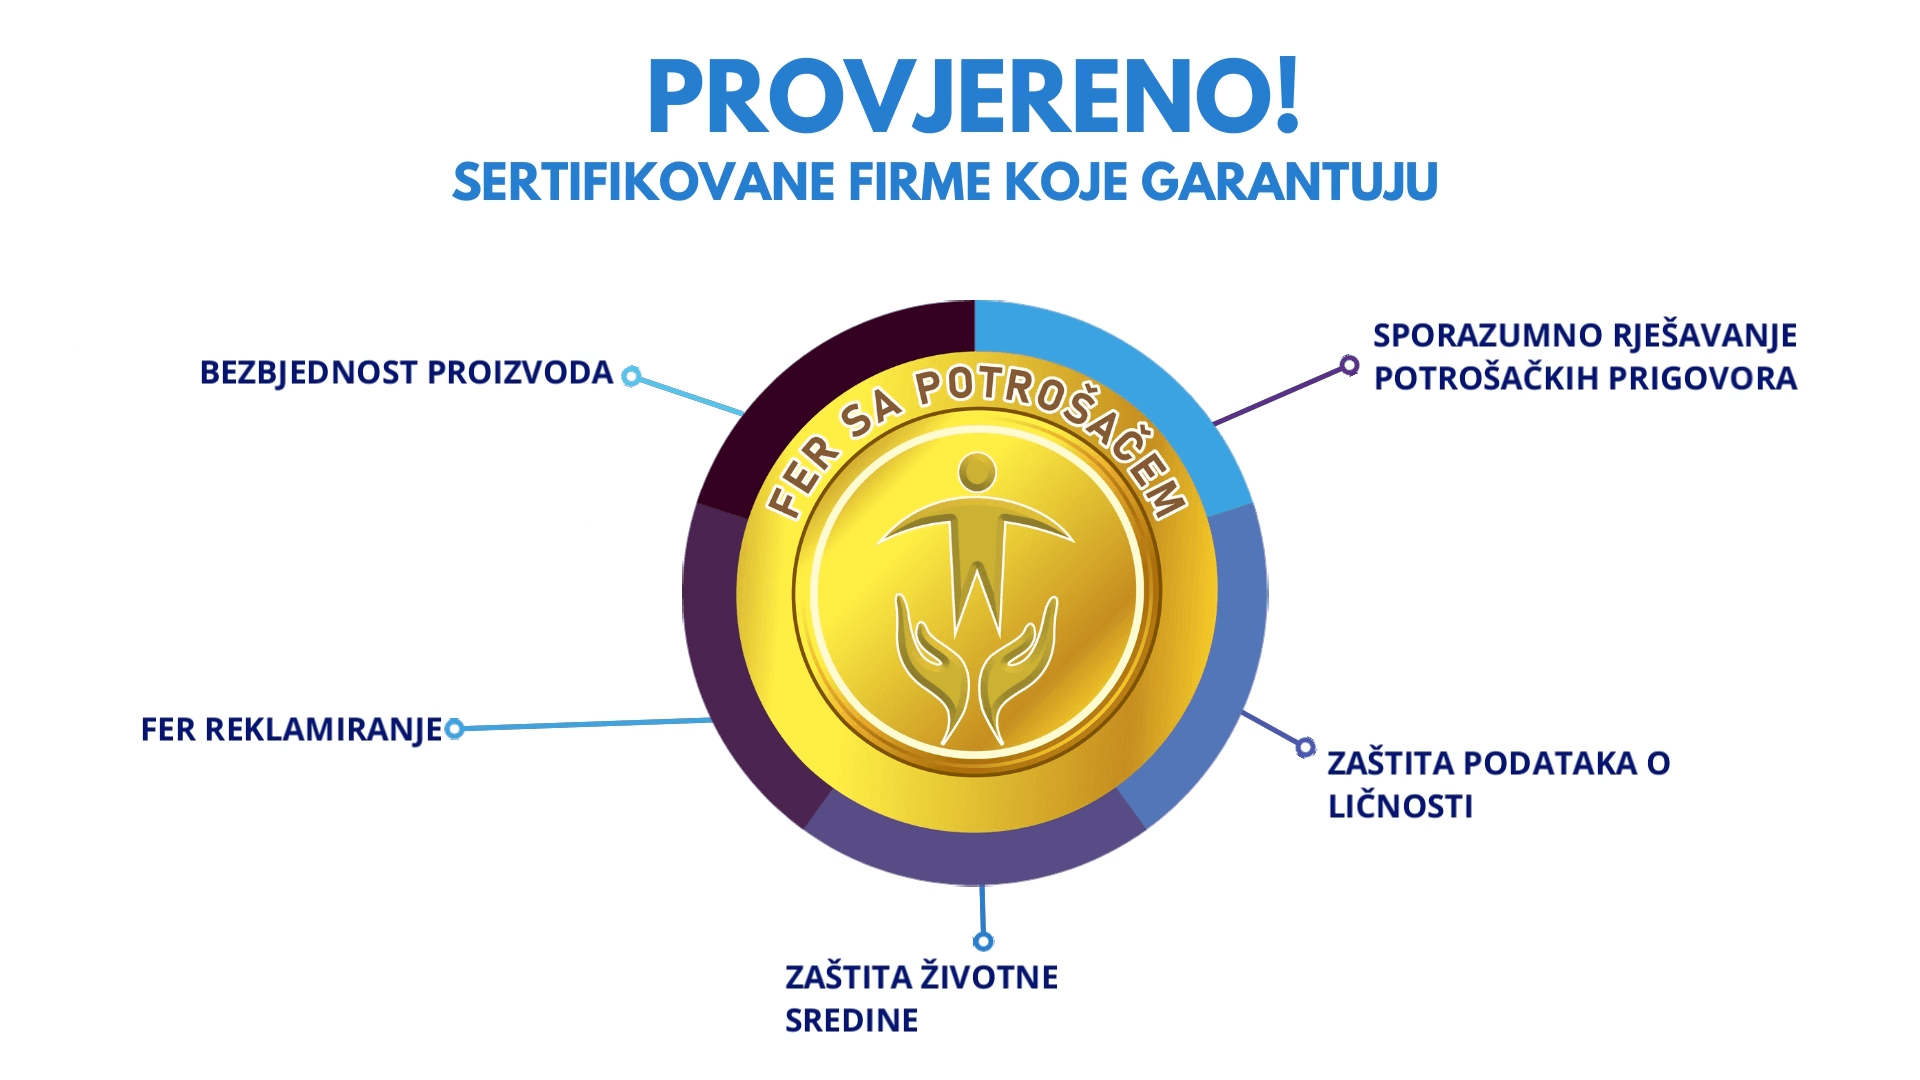 PROVJERENO!
SERTIFIKOVANE FIRME KOJE GARANTUJU
BEZBJEDNOST PROIZVODA
SPORAZUMNO RJEŠAVANJE
POTROŠAČKIH PRIGOVORA
FER SA POTROŠAČEM
FER REKLAMIRANJE
ZAŠTITA PODATAKA O
LIČNOSTI
ZAŠTITA ŽIVOTNE
SREDINE